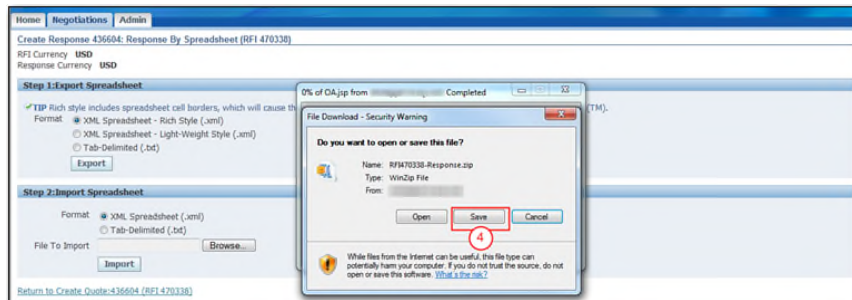 Home Negotiations Admin
Create Response 436604: Response By Spreadsheet (RFI 470338)
RFI Currency USD
Response Currency USD
Step 1:Export Spreadsheet
TIP Rich style includes spreadsheet cell borders, which will cause th
(TM).
Format XML Spreadsheet - Rich Style (.xml)
XML Spreadsheet - Light-Weight Style (.xml)
Tab-Delimited (.txt)
Export
Step 2:Import Spreadsheet
Format XML Spreadsheet (.xml)
Tab-Delimited (.txt)
File To Import Browse...
Import
Return to Create Quote:436604 (RFI 470338)
0% of OA.jsp from Completed
File Download - Security Warning
Do you want to open or save this file?
Name: RFI470338-Response.zip
Type: WinZip File
From:
Open Save Cancel
4
While files from the Internet can be useful, this file type can
potentially harm your computer. If you do not trust the source, do not
open or save this software. What's the risk?